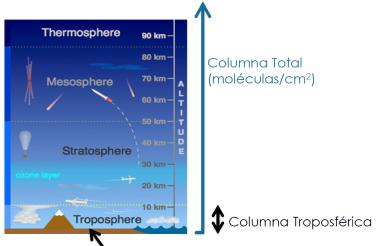 Thermosphere
90 km
80 km
Mesosphere
70 km
60 km
50 km
40 km
Stratosphere
30 km
ozone layer
20 km
10 km
Troposphere
ALTITUDE
Columna Total
(moléculas/cm²)
Columna Troposférica